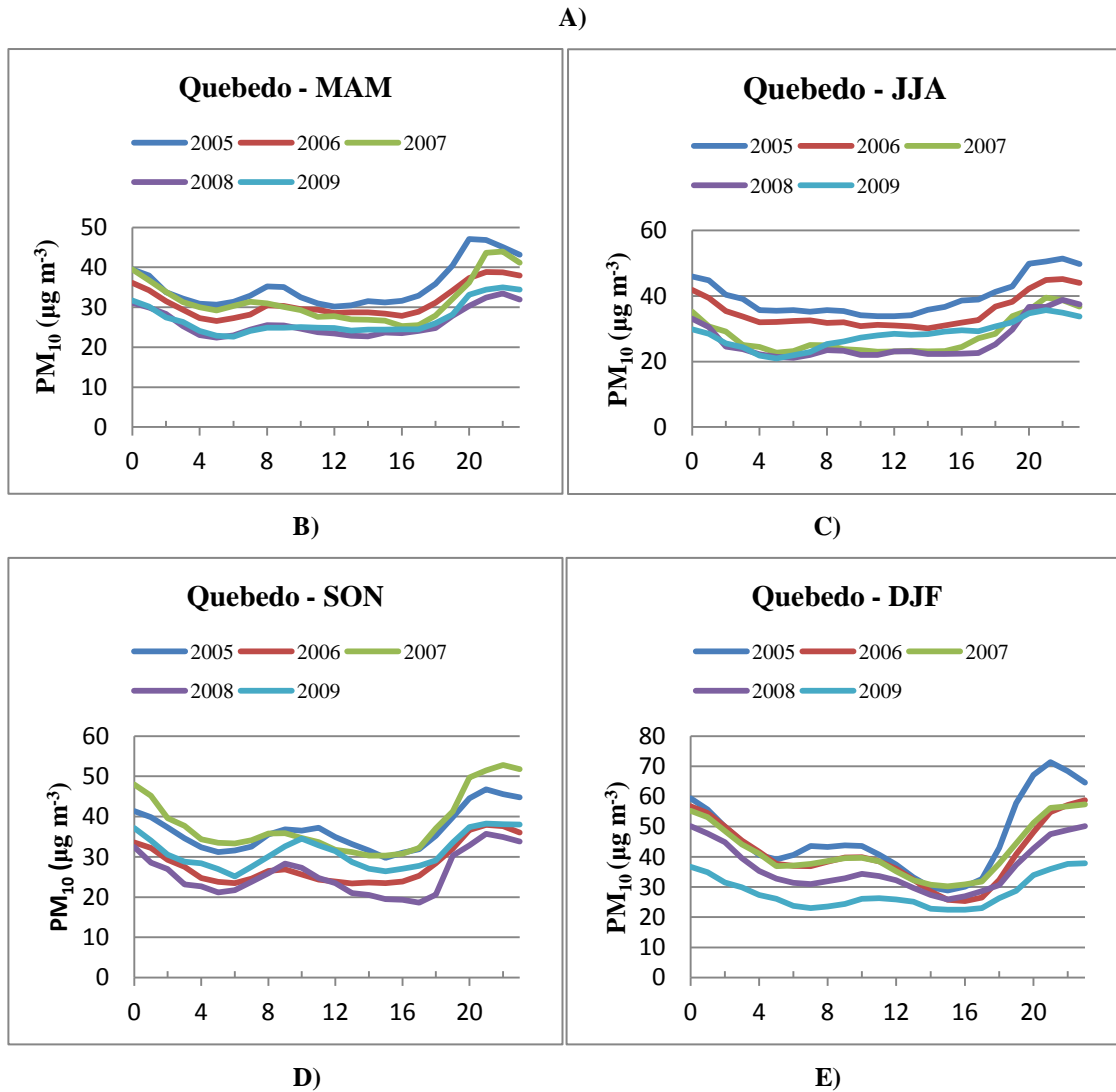 A)
Quebedo - MAM
2005 2006 2007
2008 2009
PM10 (µg m-3)
50
40
30
20
10
0
0 4 8 12 16 20
Quebedo - JJA
2005 2006 2007
2008 2009
PM10 (µg m-3)
60
40
20
0
0 4 8 12 16 20
B)
C)
Quebedo - SON
2005 2006 2007
2008 2009
PM10 (µg m-3)
60
50
40
30
20
10
0
0 4 8 12 16 20
Quebedo - DJF
2005 2006 2007
2008 2009
PM10 (µg m-3)
80
70
60
50
40
30
20
10
0
0 4 8 12 16 20
D)
E)